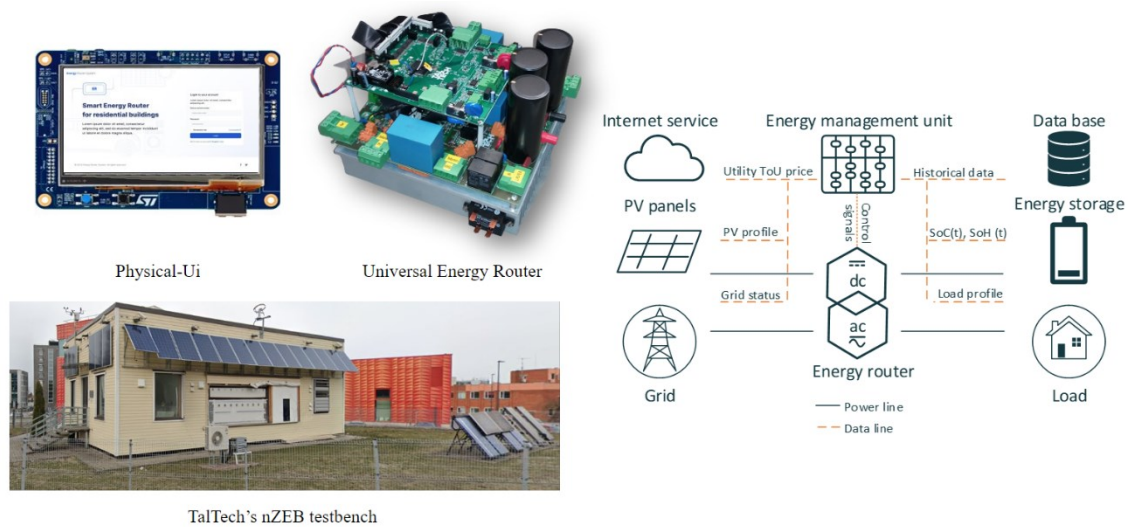 Smart Energy Router
for residential buildings
ST
Physical-Ui
Universal Energy Router
TalTech's nZEB testbench
Internet service
Energy management unit
Data base
Utility ToU price
Historical data
PV panels
Control
signals
Energy storage
PV profile
SoC(t), SoH (t)
dc
Grid status
Load profile
ac
Energy router
Grid
Load
Power line
Data line